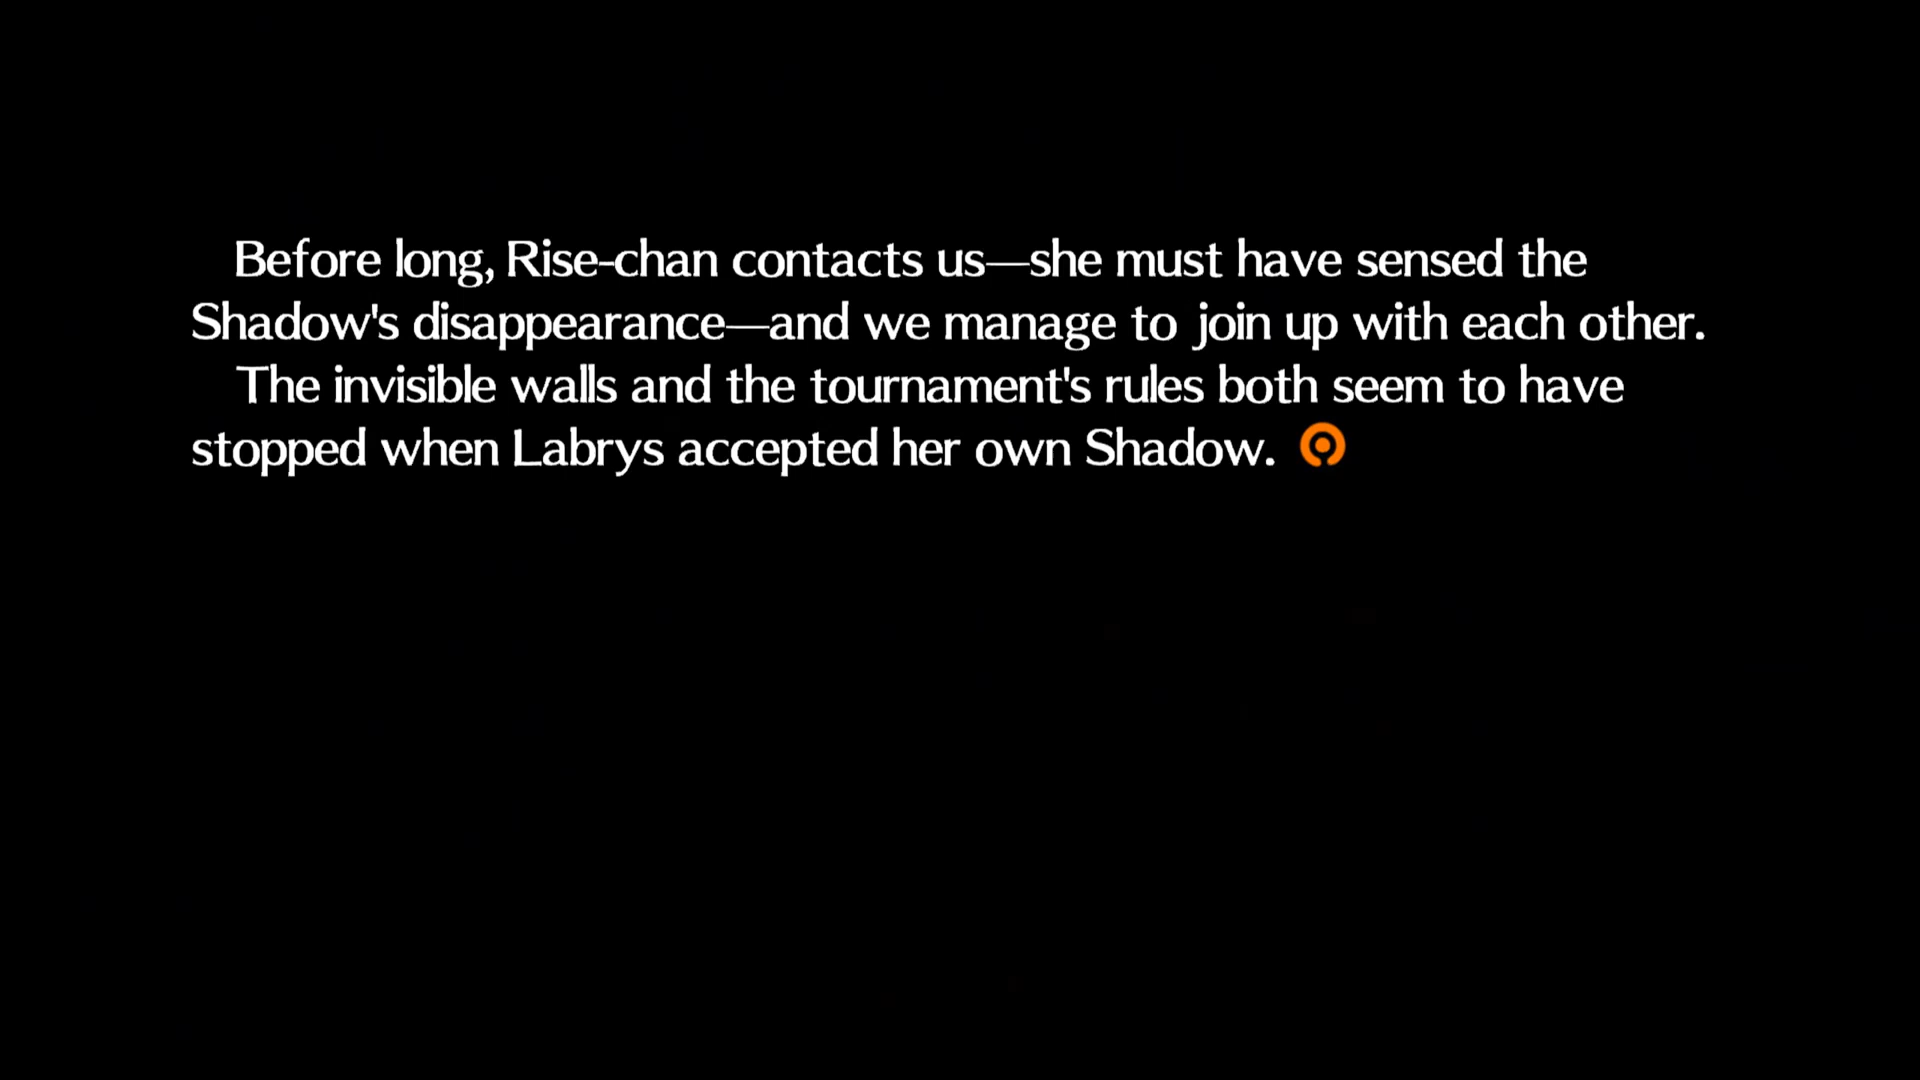 Before long, Rise-chan contacts us—she must have sensed the
Shadow's disappearance—and we manage to join up with each other.
The invisible walls and the tournament's rules both seem to have
stopped when Labrys accepted her own Shadow.